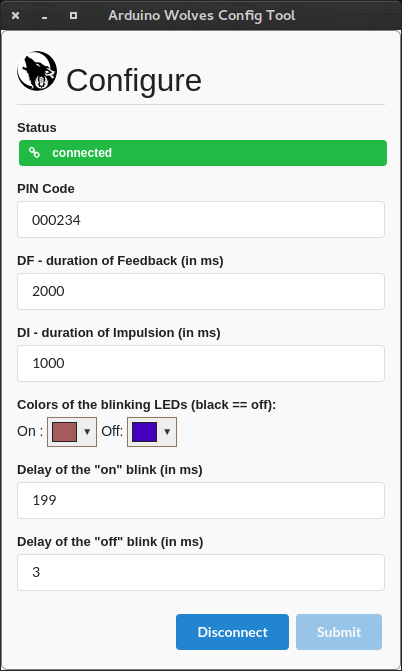 Arduino Wolves Config Tool
Configure
Status
connected
PIN Code
000234
DF - duration of Feedback (in ms)
2000
DI - duration of Impulsion (in ms)
1000
Colors of the blinking LEDs (black == off):
On : Off:
Delay of the "on" blink (in ms)
199
Delay of the "off" blink (in ms)
3
Disconnect Submit